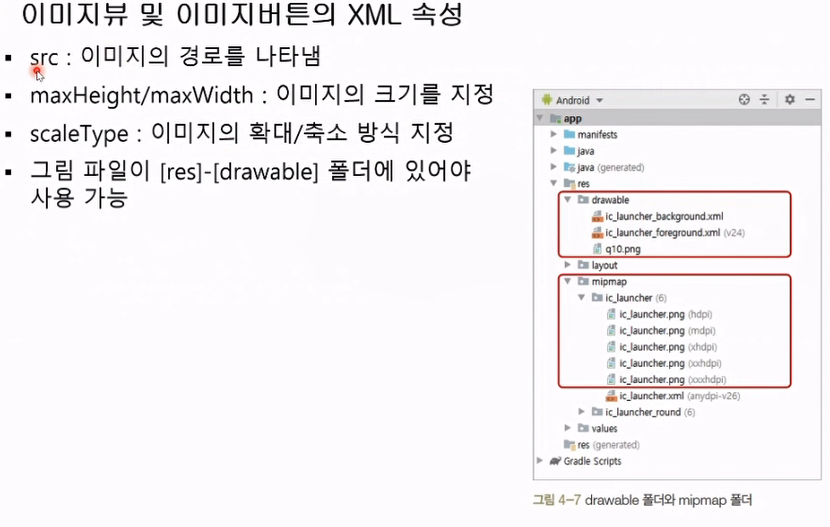 이미지뷰 및 이미지버튼의 XML 속성
▪ src : 이미지의 경로를 나타냄
▪ maxHeight/maxWidth : 이미지의 크기를 지정
▪ scaleType : 이미지의 확대/축소 방식 지정
▪ 그림 파일이 [res]-[drawable] 폴더에 있어야
사용 가능
Android
app
manifests
java
java (generated)
res
drawable
ic_launcher_background.xml
ic_launcher_foreground.xml (v24)
q10.png
layout
mipmap
ic_launcher (6)
ic_launcher.png (hdpi)
ic_launcher.png (mdpi)
ic_launcher.png (xhdpi)
ic_launcher.png (xxhdpi)
ic_launcher.png (xxxhdpi)
ic_launcher.xml (anydpi-v26)
ic_launcher_round (6)
values
res (generated)
Gradle Scripts
그림 4-7 drawable 폴더와 mipmap 폴더